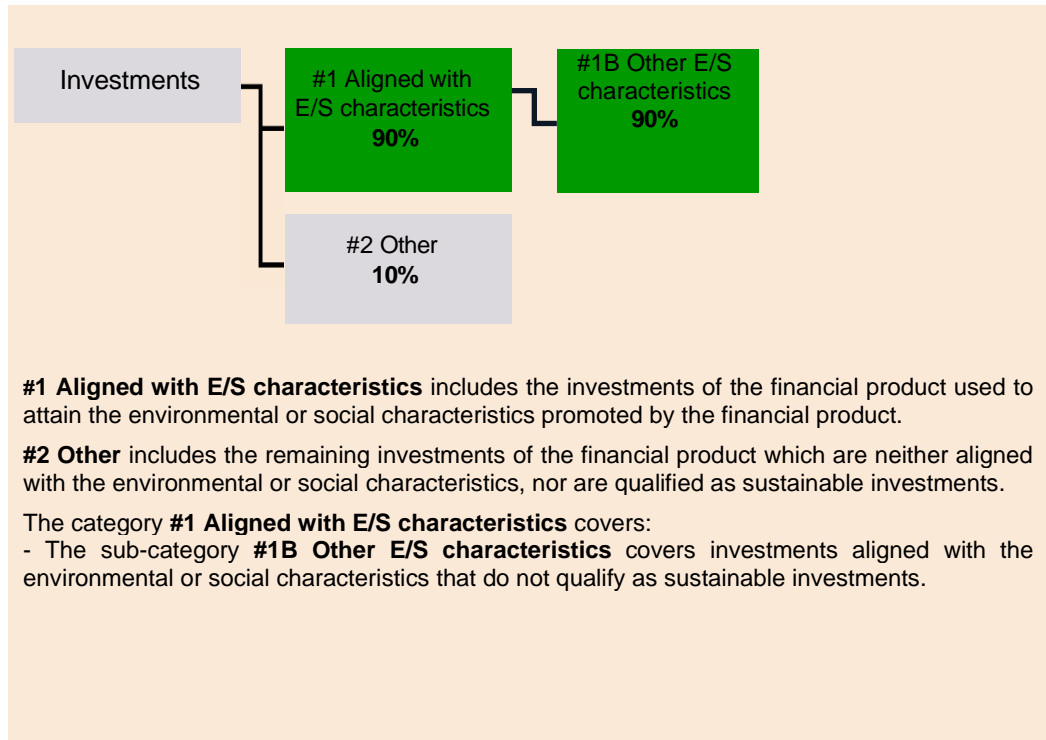 Investments
#1 Aligned with
E/S characteristics
90%
#1B Other E/S
characteristics
90%
#2 Other
10%
#1 Aligned with E/S characteristics includes the investments of the financial product used to
attain the environmental or social characteristics promoted by the financial product.
#2 Other includes the remaining investments of the financial product which are neither aligned
with the environmental or social characteristics, nor are qualified as sustainable investments.
The category #1 Aligned with E/S characteristics covers:
- The sub-category #1B Other E/S characteristics covers investments aligned with the
environmental or social characteristics that do not qualify as sustainable investments.